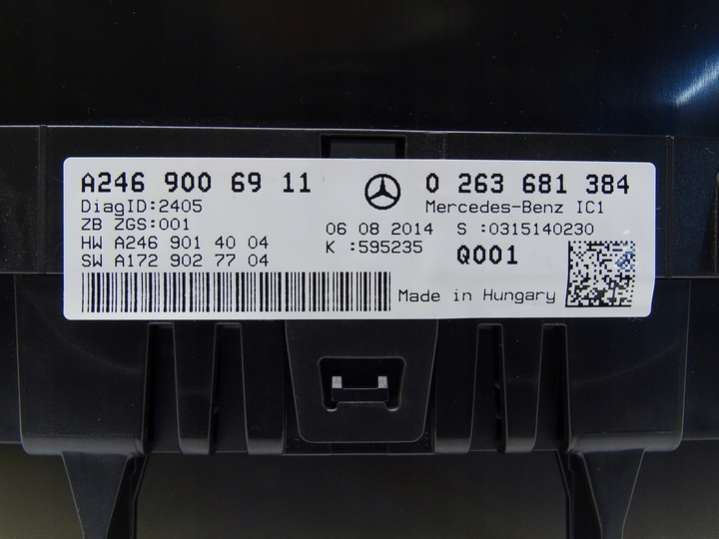 A246 900 69 11
0 263 681 384
DiagID:2405
Mercedes-Benz IC1
ZB ZGS:001
06 08 2014 S :0315140230
HW A246 901 40 04
K :595235
Q001
SW A172 902 77 04
Made in Hungary